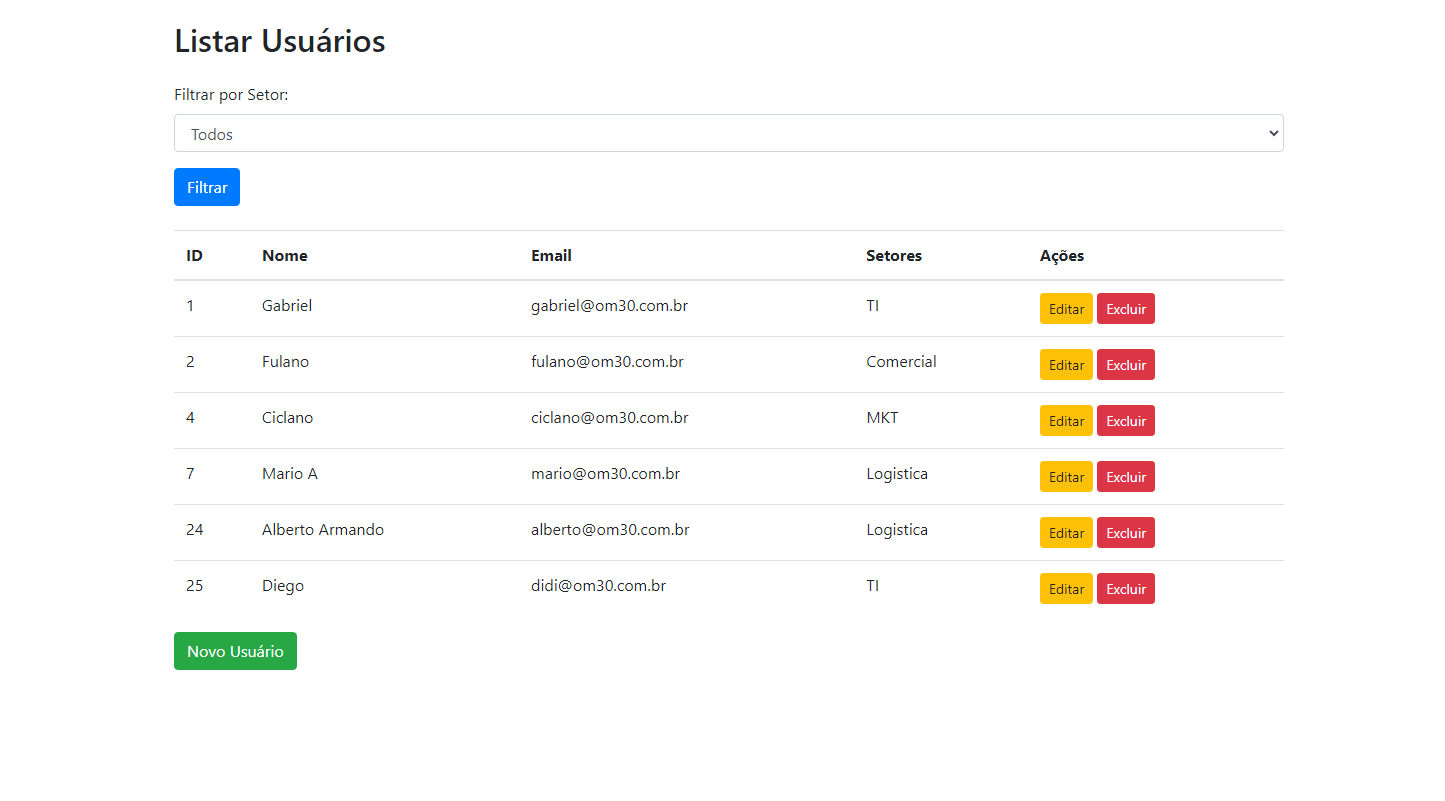 Listar Usuários
Filtrar por Setor:
Todos
Filtrar
ID Nome Email Setores Ações
1 Gabriel gabriel@om30.com.br TI Editar Excluir
2 Fulano fulano@om30.com.br Comercial Editar Excluir
4 Ciclano ciclano@om30.com.br MKT Editar Excluir
7 Mario A mario@om30.com.br Logistica Editar Excluir
24 Alberto Armando alberto@om30.com.br Logistica Editar Excluir
25 Diego didi@om30.com.br TI Editar Excluir
Novo Usuário